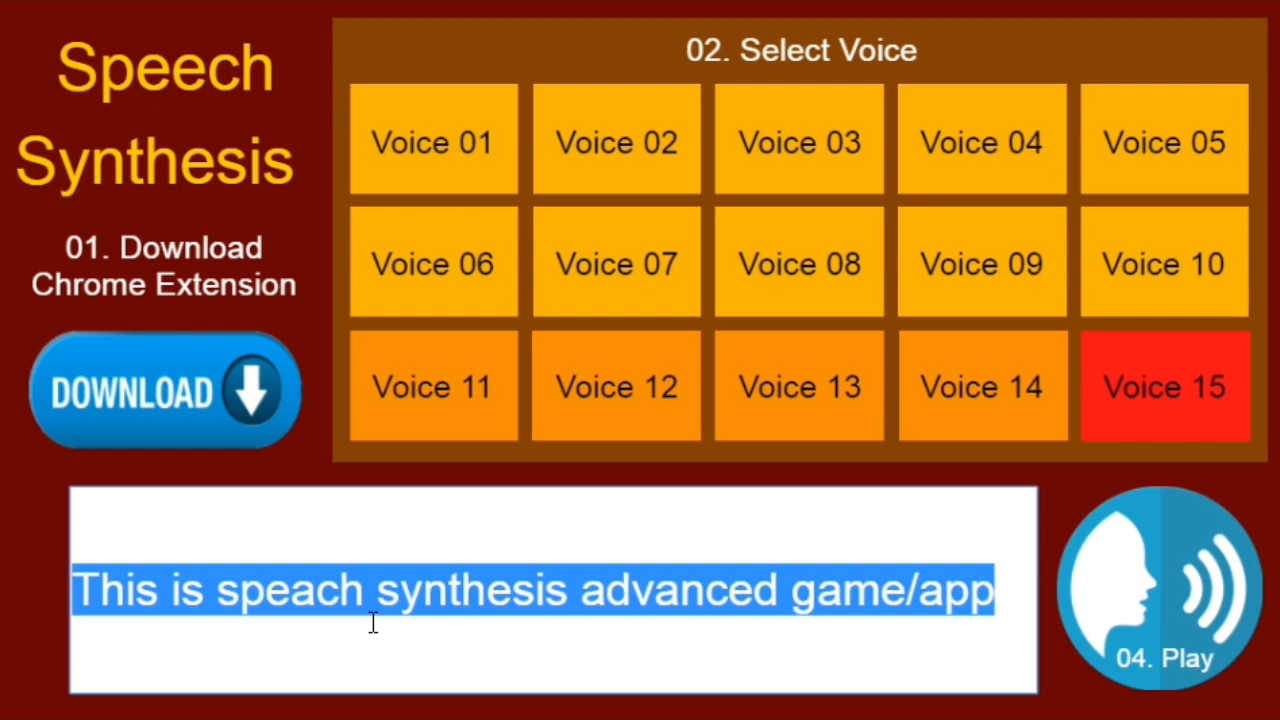 Speech
Synthesis
01. Download
Chrome Extension
DOWNLOAD
02. Select Voice
Voice 01 Voice 02 Voice 03 Voice 04 Voice 05
Voice 06 Voice 07 Voice 08 Voice 09 Voice 10
Voice 11 Voice 12 Voice 13 Voice 14 Voice 15
This is speach synthesis advanced game/app
04. Play